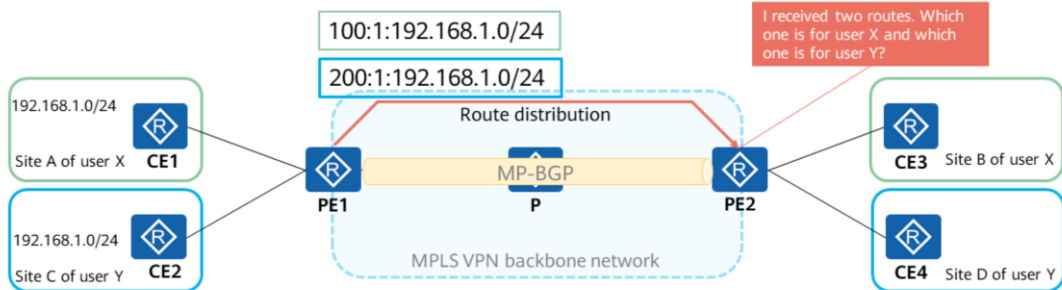 100:1:192.168.1.0/24
200:1:192.168.1.0/24
I received two routes. Which
one is for user X and which
one is for user Y?
192.168.1.0/24
R
Site A of user X
CE1
192.168.1.0/24
R
Site C of user Y
CE2
Route distribution
R
PE1
MP-BGP
R
P
R
PE2
MPLS VPN backbone network
R
CE3
Site B of user X
R
CE4
Site D of user Y